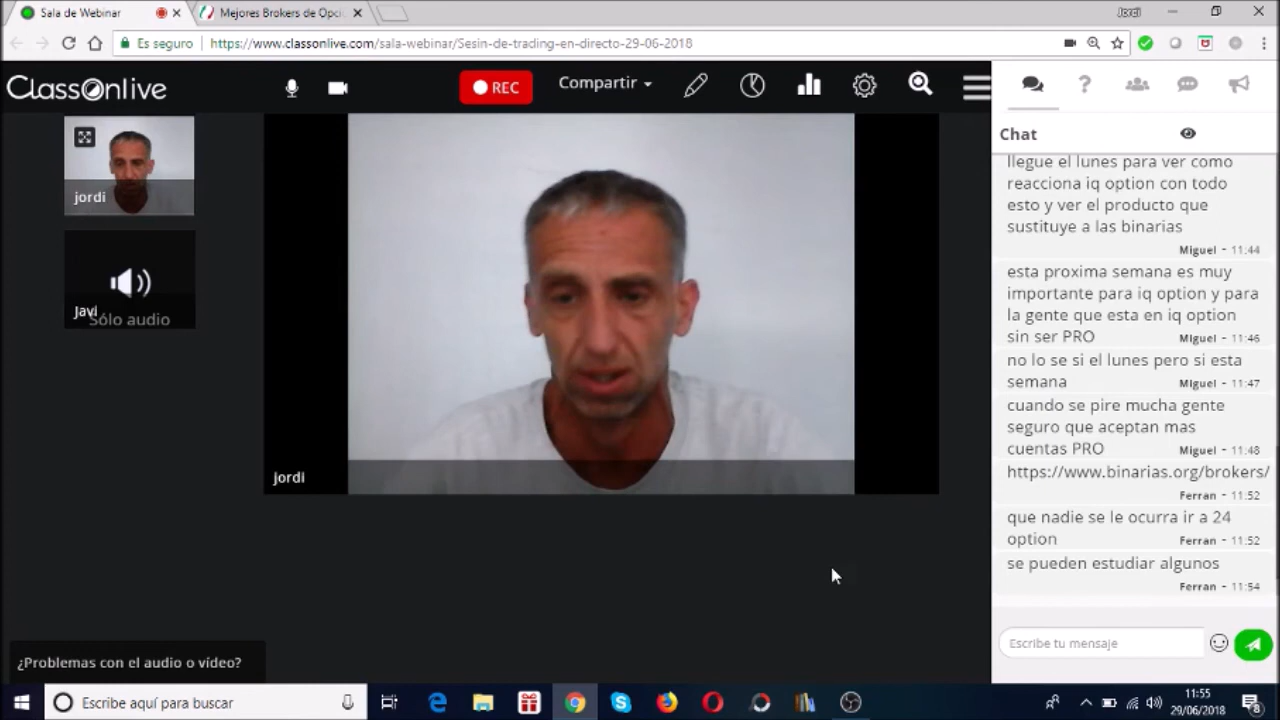 Sala de Webinar
Mejores Brokers de Opci
Jordi
Es seguro
https://www.classonlive.com/sala-webinar/Sesin-de-trading-en-directo-29-06-2018
ClassOnlive
REC
Compartir
jordi
Javi
Sólo audio
jordi
¿Problemas con el audio o vídeo?
Chat
llegue el lunes para ver como
reacciona iq option con todo
esto y ver el producto que
sustituye a las binarias
Miguel - 11:44
esta proxima semana es muy
importante para iq option y para
la gente que esta en iq option
sin ser PRO
Miguel - 11:46
no lo se si el lunes pero si esta
semana
Miguel - 11:47
cuando se pire mucha gente
seguro que aceptan mas
cuentas PRO
Miguel - 11:48
https://www.binarias.org/brokers/
Ferran - 11:52
que nadie se le ocurra ir a 24
option
Ferran - 11:52
se pueden estudiar algunos
Ferran - 11:54
Escribe tu mensaje
Escribe aquí para buscar
11:55
29/06/2018
8